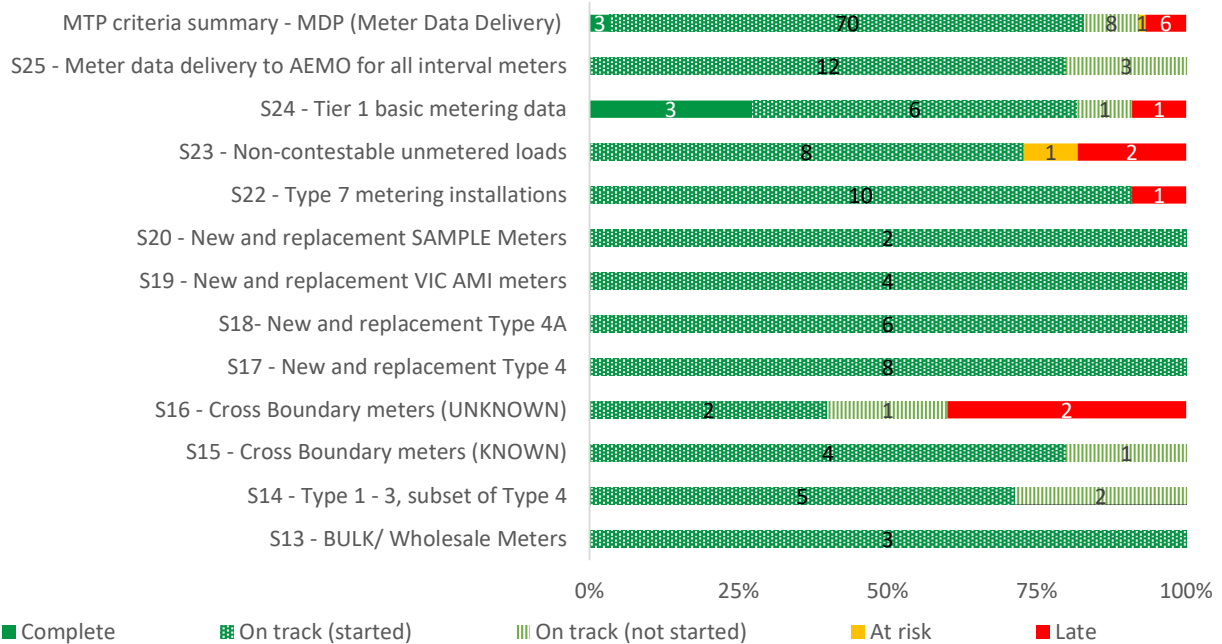 MTP criteria summary - MDP (Meter Data Delivery) 3 70 8 1 6
S25 - Meter data delivery to AEMO for all interval meters 12 3
S24 - Tier 1 basic metering data 3 6 1 1
S23 - Non-contestable unmetered loads 8 1 2
S22 - Type 7 metering installations 10 1
S20 - New and replacement SAMPLE Meters 2
S19 - New and replacement VIC AMI meters 4
S18- New and replacement Type 4A 6
S17 - New and replacement Type 4 8
S16 - Cross Boundary meters (UNKNOWN) 2 1 2
S15 - Cross Boundary meters (KNOWN) 4 1
S14 - Type 1 - 3, subset of Type 4 5 2
S13 - BULK/ Wholesale Meters 3
0% 25% 50% 75% 100%
Complete On track (started) On track (not started) At risk Late